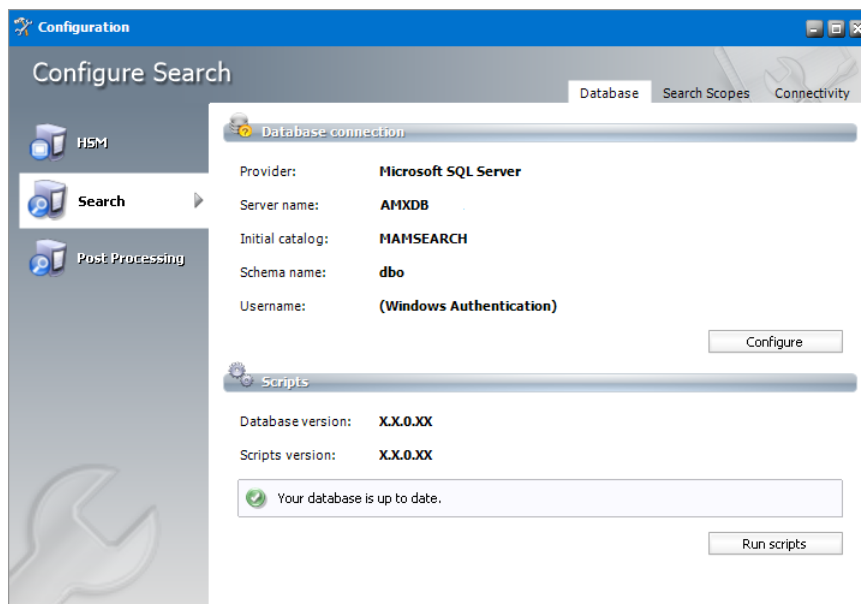 Configuration
Configure Search
Database Search Scopes Connectivity
HSM
Search
Post Processing
Database connection
Provider: Microsoft SQL Server
Server name: AMXDB
Initial catalog: MAMSEARCH
Schema name: dbo
Username: (Windows Authentication)
Configure
Scripts
Database version: X.X.0.XX
Scripts version: X.X.0.XX
Your database is up to date.
Run scripts